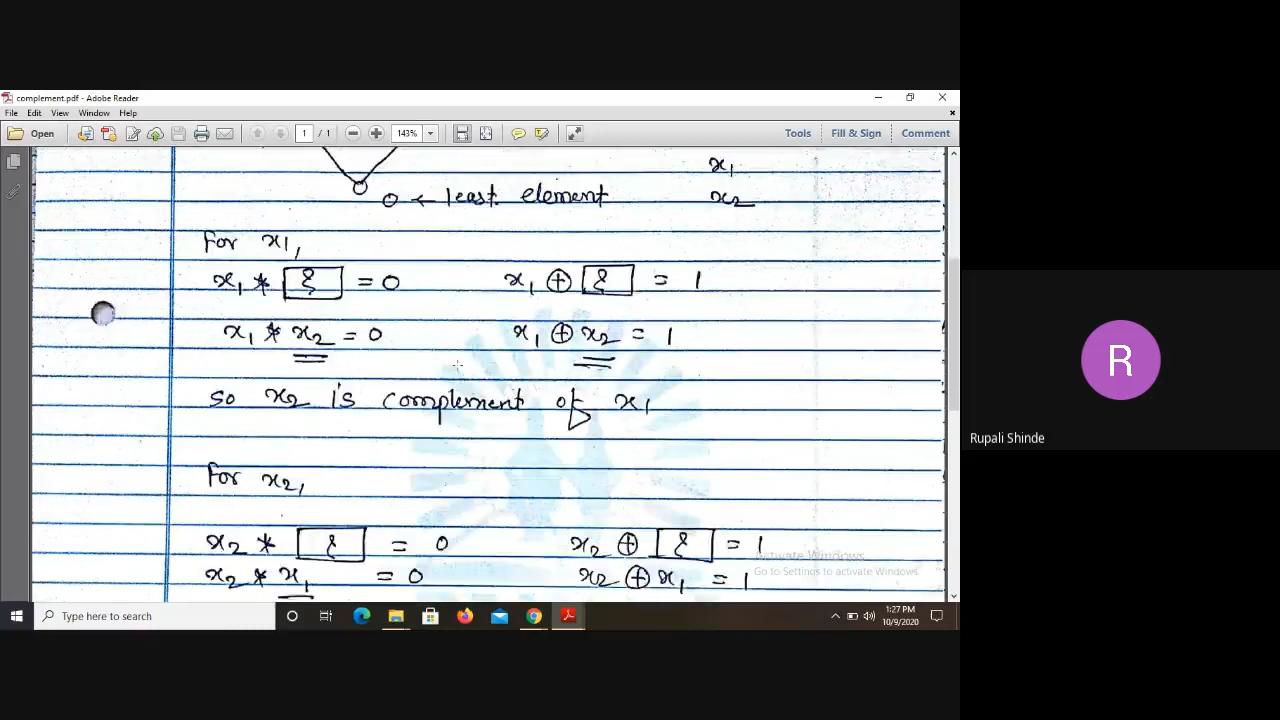 complement.pdf - Adobe Reader
File Edit View Window Help
Open 1 / 1 143% Tools Fill & Sign Comment
x₁
0 ← least element x₂
for x₁,
x₁ * ξ = 0 x₁ ⊕ ξ = 1
x₁ * x₂ = 0 x₁ ⊕ x₂ = 1
so x₂ is complement of x₁
for x₂,
x₂ * ξ = 0 x₂ ⊕ ξ = 1
x₂ * x₁ = 0 x₂ ⊕ x₁ = 1
Activate Windows
Go to Settings to activate Windows.
Type here to search
1:27 PM
10/9/2020
R
Rupali Shinde